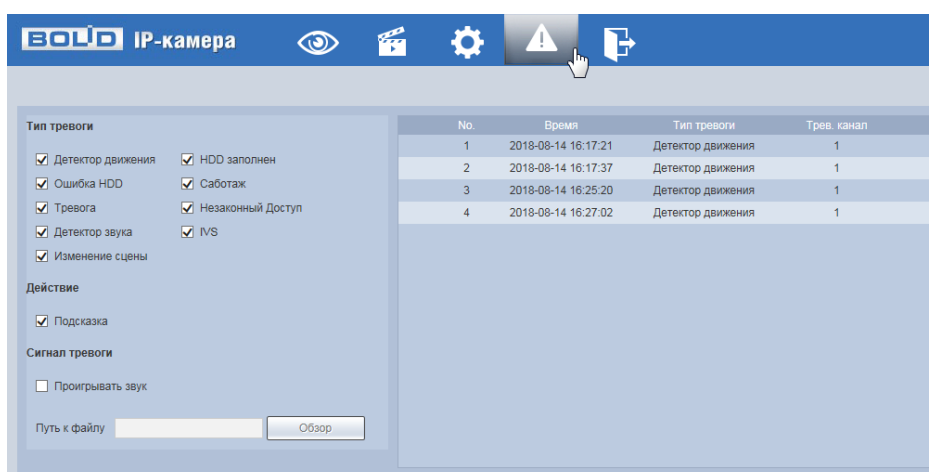 BOLID IP-камера
Тип тревоги
Детектор движения HDD заполнен
Ошибка HDD Саботаж
Тревога Незаконный Доступ
Детектор звука IVS
Изменение сцены
Действие
Подсказка
Сигнал тревоги
Проигрывать звук
Путь к файлу Обзор
No. Время Тип тревоги Трев. канал
1 2018-08-14 16:17:21 Детектор движения 1
2 2018-08-14 16:17:37 Детектор движения 1
3 2018-08-14 16:25:20 Детектор движения 1
4 2018-08-14 16:27:02 Детектор движения 1